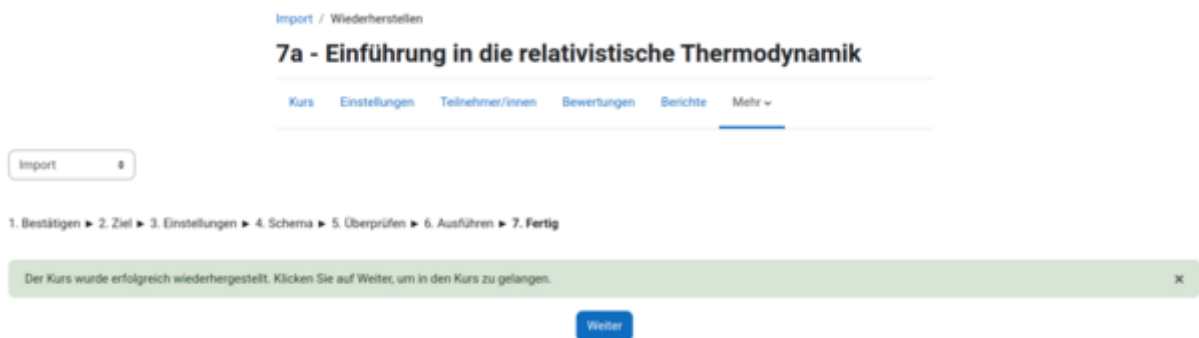 Import / Wiederherstellen
7a - Einführung in die relativistische Thermodynamik
Kurs Einstellungen Teilnehmer/innen Bewertungen Berichte Mehr
Import
1. Bestätigen ► 2. Ziel ► 3. Einstellungen ► 4. Schema ► 5. Überprüfen ► 6. Ausführen ► 7. Fertig
Der Kurs wurde erfolgreich wiederhergestellt. Klicken Sie auf Weiter, um in den Kurs zu gelangen. ×
Weiter